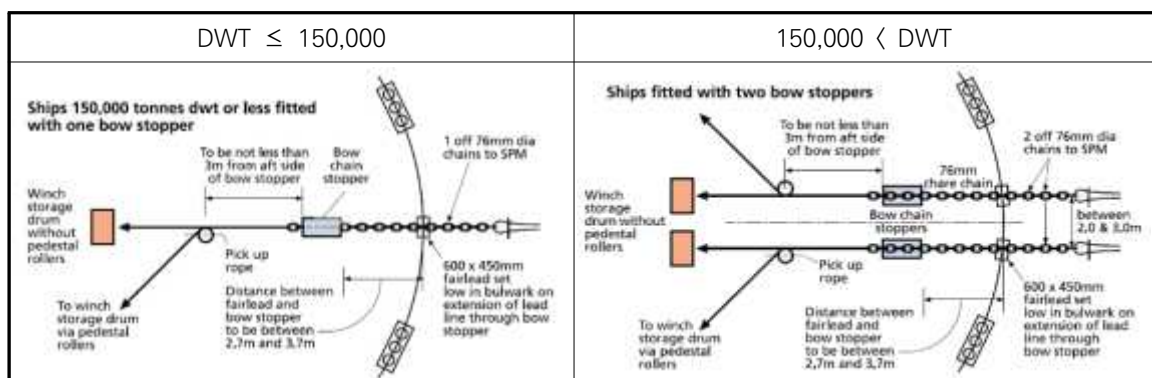 DWT ≤ 150,000
Ships 150,000 tonnes dwt or less fitted
with one bow stopper
To be not less than
3m from aft side
of bow stopper
Bow
chain
stopper
1 off 76mm dia
chains to SPM
Winch
storage
drum
without
pedestal
rollers
Pick up
rope
To winch
storage drum
via pedestal
rollers
Distance between
fairlead and
bow stopper
to be between
2,7m and 3,7m
600 x 450mm
fairlead set
low in bulwark on
extension of lead
line through bow
stopper
150,000 < DWT
Ships fitted with two bow stoppers
To be not less than
3m from aft side
of bow stopper
2 off 76mm dia
chains to SPM
76mm
chare chain
Winch
storage
drum without
pedestal
rollers
Bow chain
stoppers
between
2,0 & 3,0m
Pick up
rope
To winch
storage drum
via pedestal
rollers
Distance between
fairlead and
bow stopper
to be between
2,7m and 3,7m
600 x 450mm
fairlead set
low in bulwark on
extension of lead
line through
bow stopper